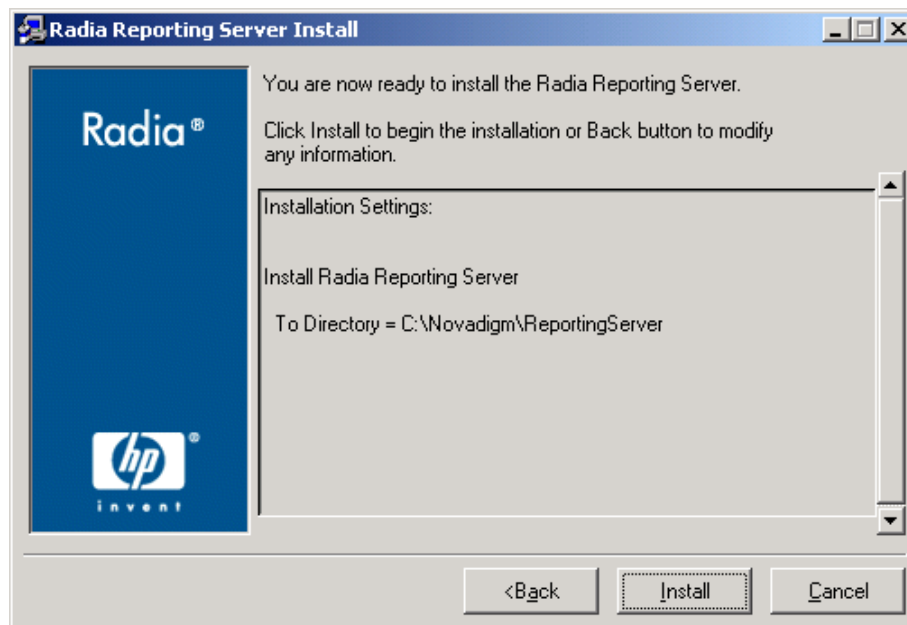 Radia Reporting Server Install
You are now ready to install the Radia Reporting Server.
Radia®
Click Install to begin the installation or Back button to modify
any information.
Installation Settings:
Install Radia Reporting Server
To Directory = C:\Novadigm\ReportingServer
hp®
invent
<Back
Install
Cancel